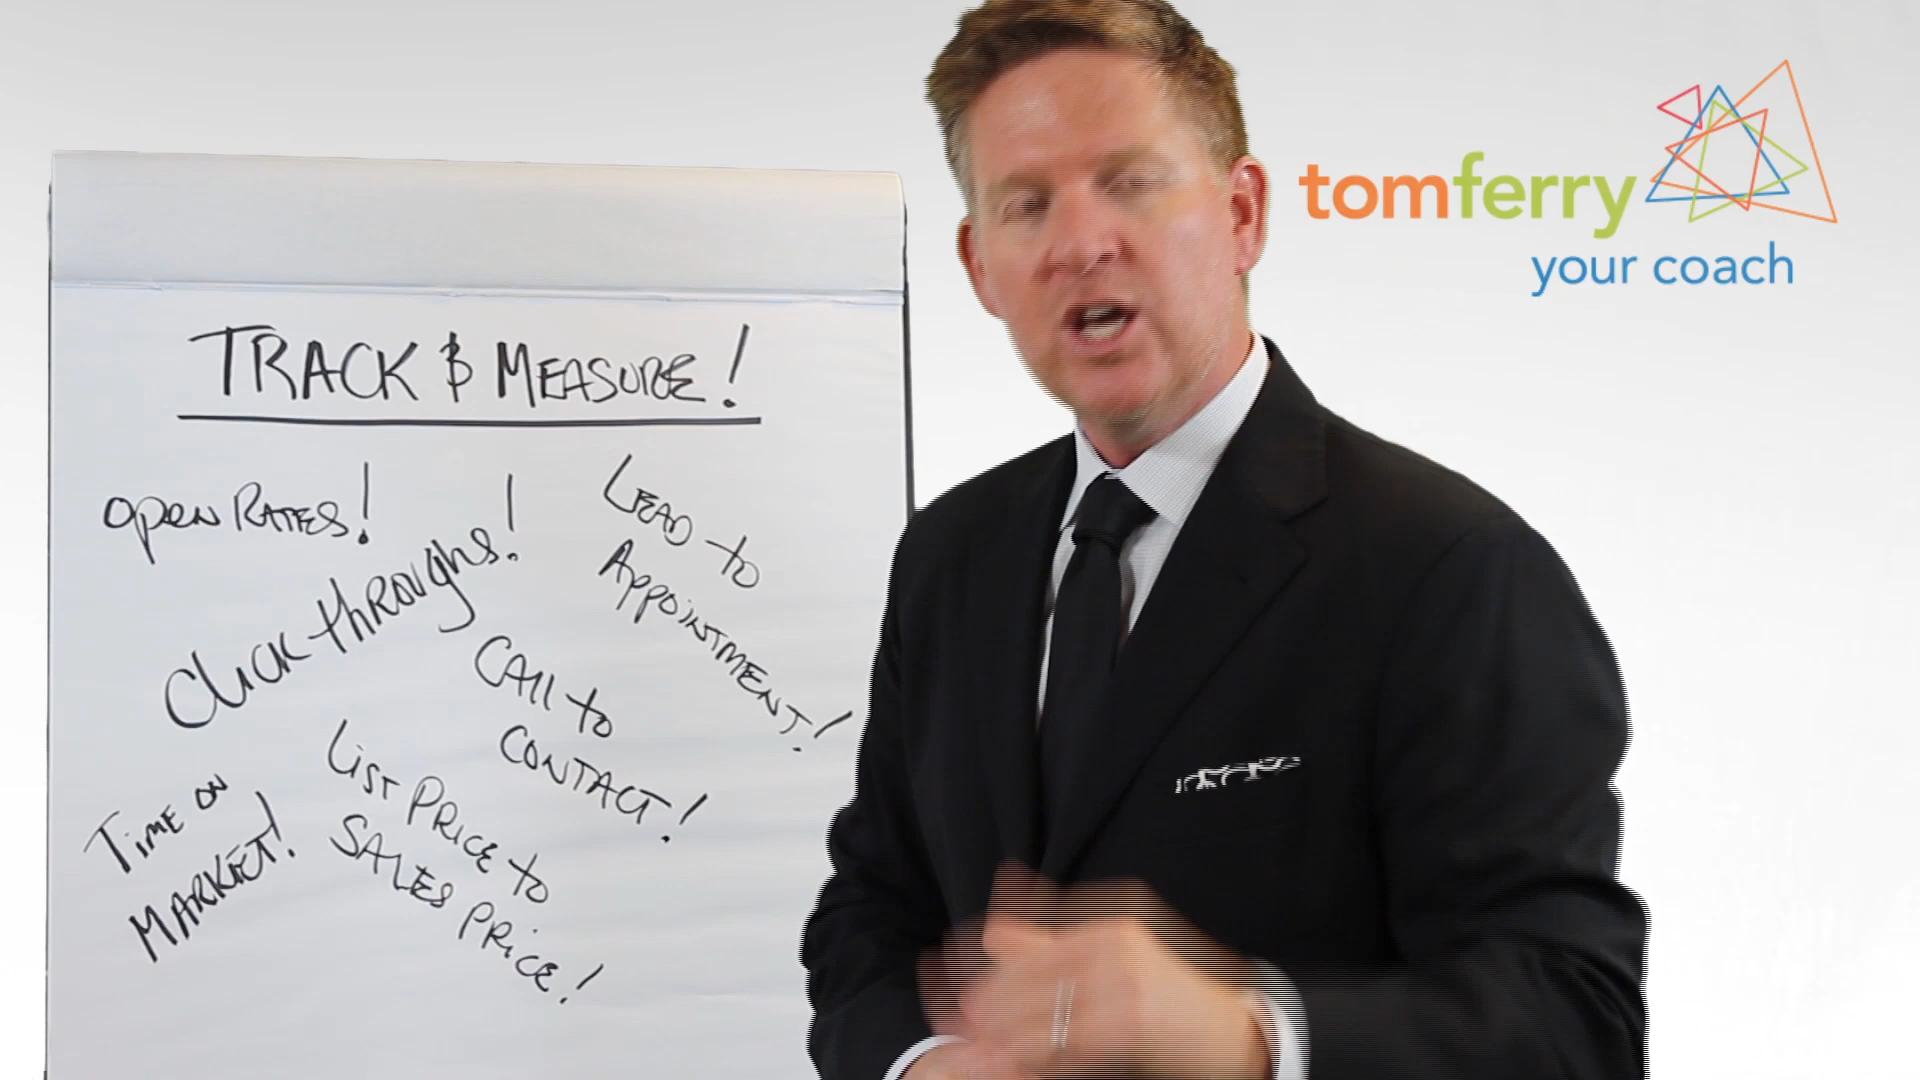 TRACK & MEASURE!
OPEN RATES!
CLICK-THROUGHS!
LEAD to
APPOINTMENT!
CALL to
CONTACT!
LIST PRICE to
SALES PRICE!
TIME ON
MARKET!
tomferry
your coach